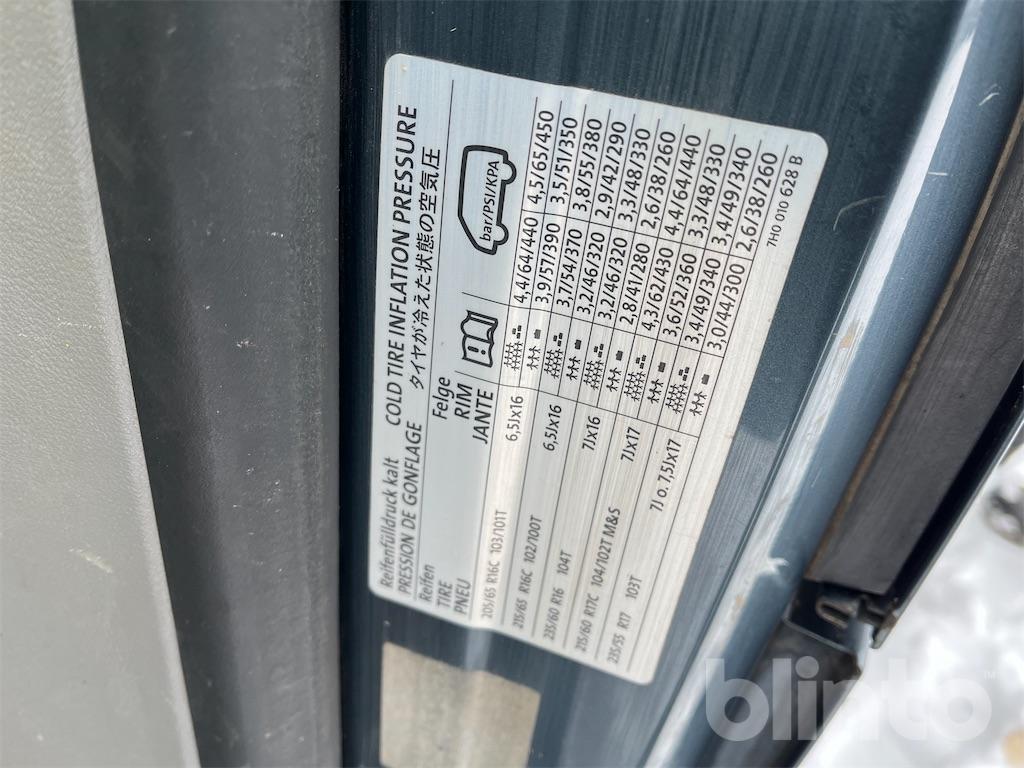 Reifenfülldruck kalt COLD TIRE INFLATION PRESSURE
PRESSION DE GONFLAGE タイヤが冷えた状態の空気圧
Reifen Felge
TIRE RIM
PNEU JANTE
bar/PSI/KPA
205/65 R16C 103/101T 6,5Jx16 4,4/64/440 4,5/65/450
3,9/57/390 3,5/51/350
215/65 R16C 102/100T 6,5Jx16 3,7/54/370 3,8/55/380
3,2/46/320 2,9/42/290
235/60 R16 104T 7Jx16 3,2/46/320 3,3/48/330
2,8/41/280 2,6/38/260
215/60 R17C 104/102T M&S 7Jx17 4,3/62/430 4,4/64/440
3,6/52/360 3,3/48/330
235/55 R17 103T 7J o. 7,5Jx17 3,4/49/340 3,4/49/340
3,0/44/300 2,6/38/260
7H0 010 628 B
blinto™